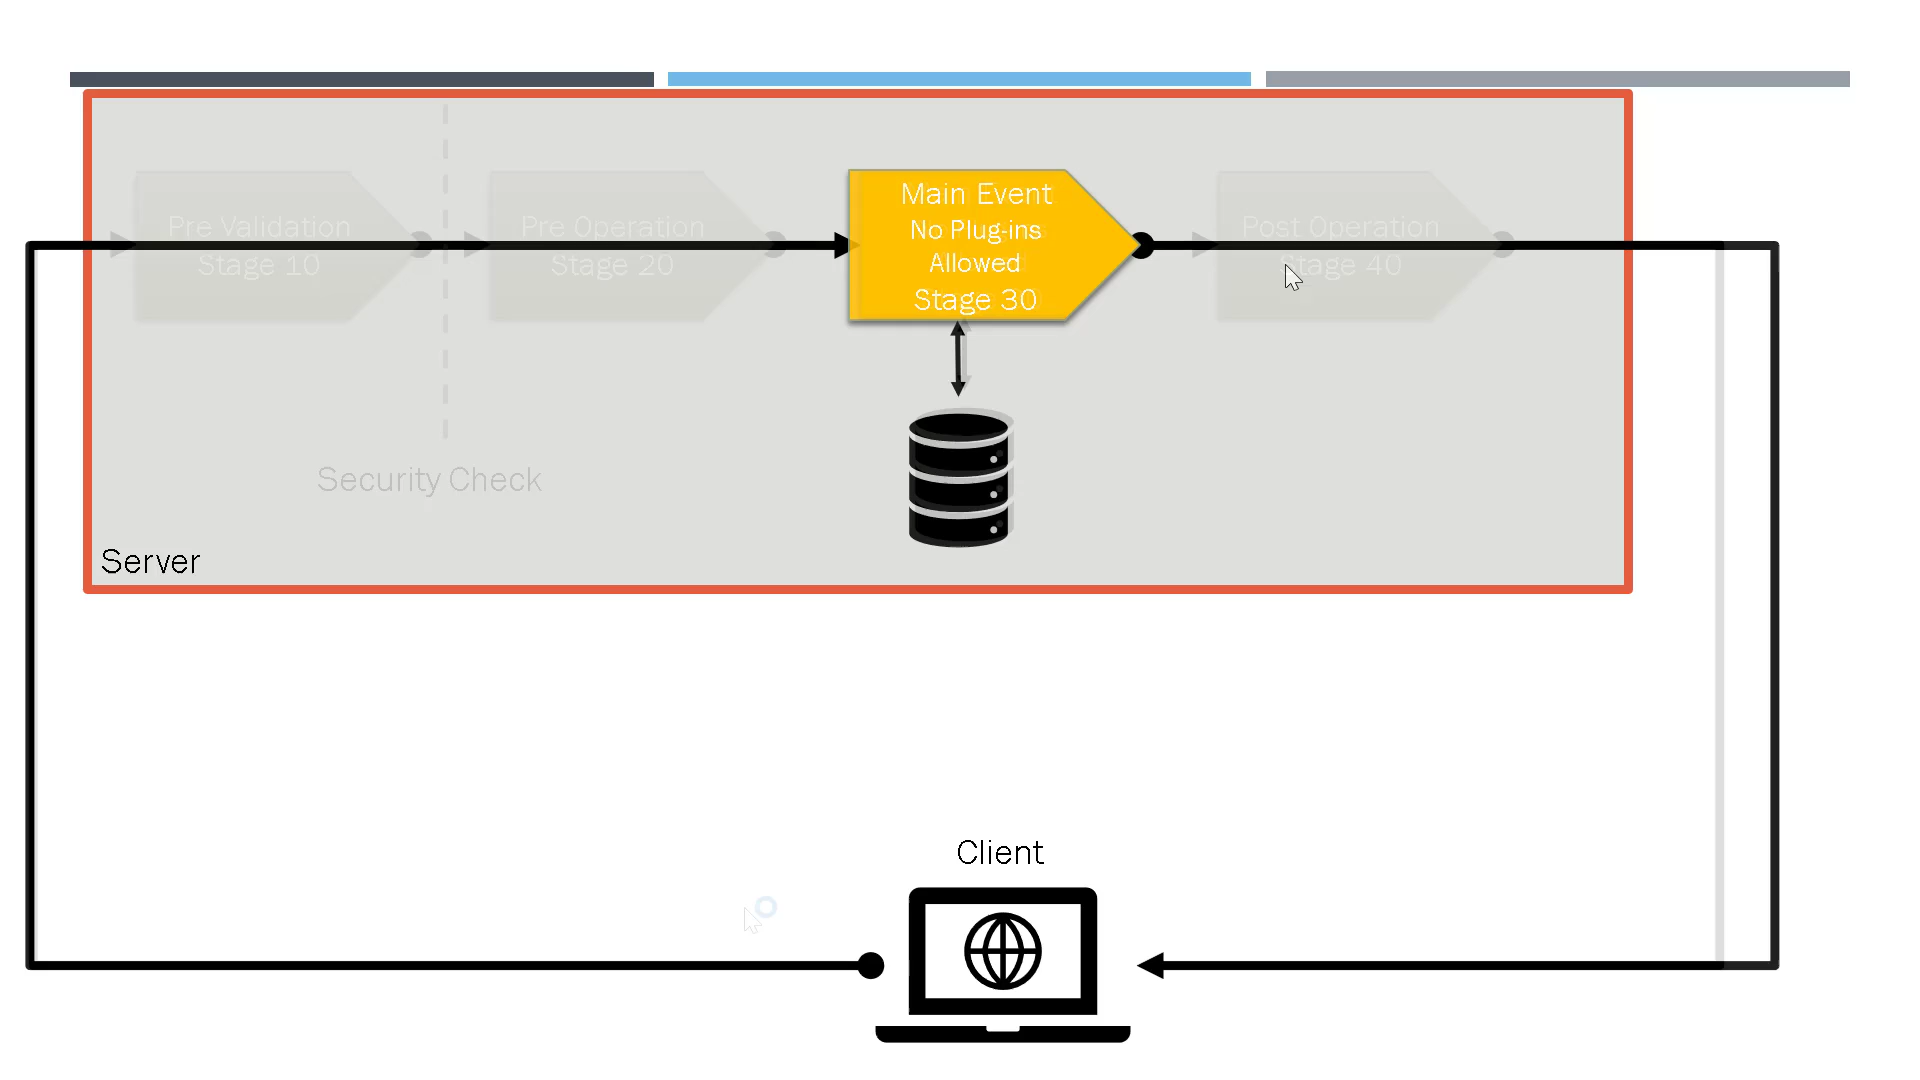 Pre Validation
Stage 10
Pre Operation
Stage 20
Main Event
No Plug-ins
Allowed
Stage 30
Post Operation
Stage 40
Security Check
Server
Client